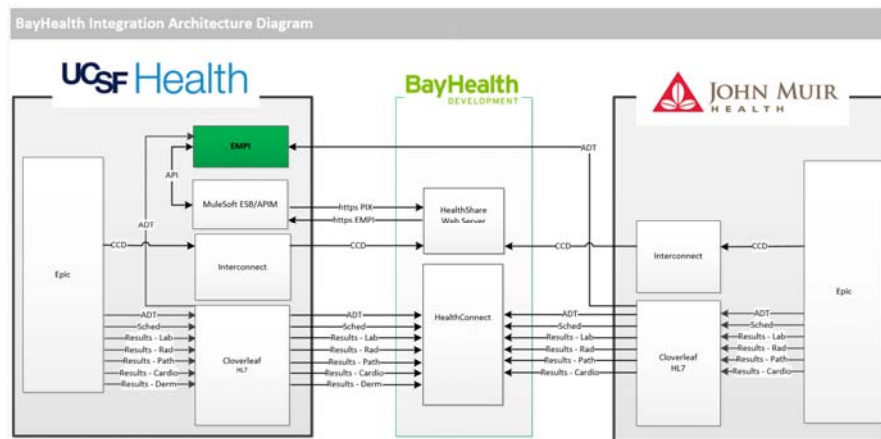 BayHealth Integration Architecture Diagram
UCSF Health
BayHealth
DEVELOPMENT
JOHN MUIR
HEALTH
EMPI
ADT
API
MuleSoft ESB/APIM
https PIX
https EMPI
HealthShare
Web Server
ADT
CCD
Interconnect
CCD
CCD
Interconnect
CCD
Epic
Epic
HealthConnect
Cloverleaf
HL7
Cloverleaf
HL7
ADT
Sched
Results - Lab
Results - Rad
Results - Path
Results - Cardio
Results - Derm
ADT
Sched
Results - Lab
Results - Rad
Results - Path
Results - Cardio
Results - Derm
ADT
Sched
Results - Lab
Results - Rad
Results - Path
Results - Cardio
ADT
Sched
Results - Lab
Results - Rad
Results - Path
Results - Cardio